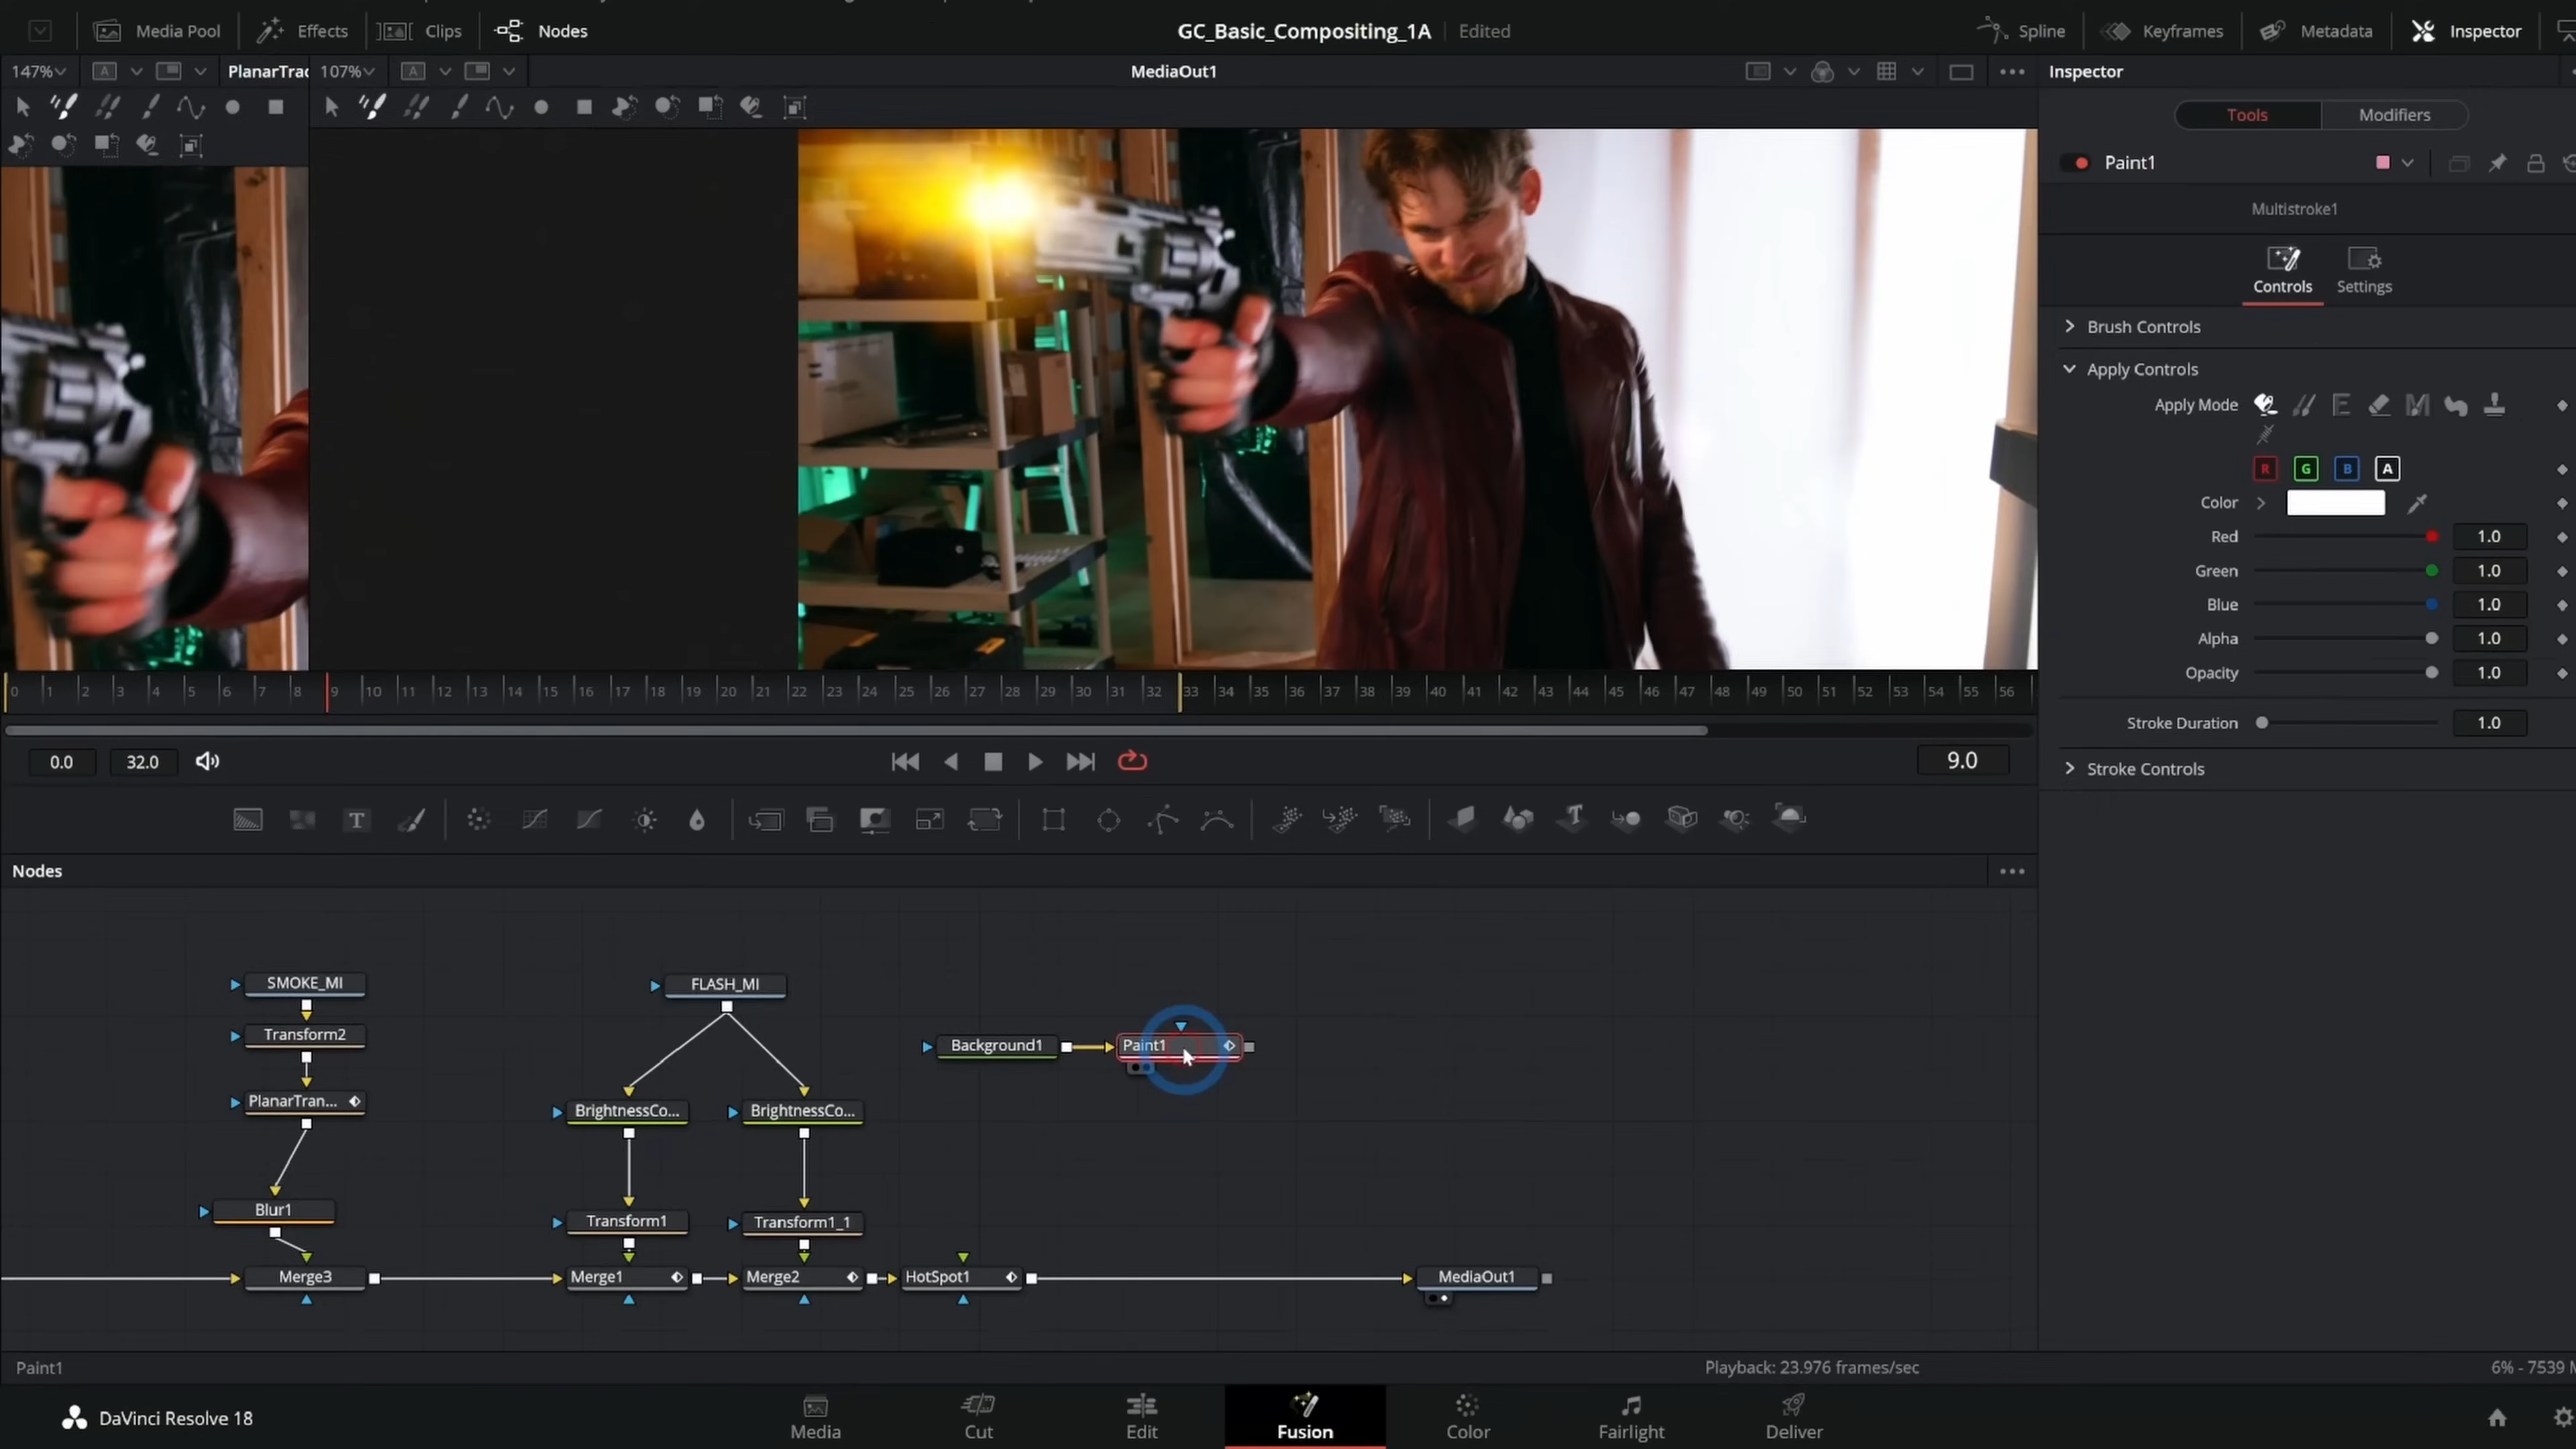 Media Pool
Effects
Clips
Nodes
GC_Basic_Compositing_1A
Edited
Spline
Keyframes
Metadata
Inspector
147%
A
PlanarTrac
107%
A
MediaOut1
Inspector
Tools
Modifiers
Paint1
Multistroke1
Controls
Settings
Brush Controls
Apply Controls
Apply Mode
R G B A
Color
Red 1.0
Green 1.0
Blue 1.0
Alpha 1.0
Opacity 1.0
Stroke Duration 1.0
Stroke Controls
0 1 2 3 4 5 6 7 8 9 10 11 12 13 14 15 16 17 18 19 20 21 22 23 24 25 26 27 28 29 30 31 32 33 34 35 36 37 38 39 40 41 42 43 44 45 46 47 48 49 50 51 52 53 54 55 56
0.0
32.0
9.0
Nodes
SMOKE_MI
FLASH_MI
Transform2
Background1
Paint1
PlanarTran...
BrightnessCo...
BrightnessCo...
Blur1
Transform1
Transform1_1
Merge3
Merge1
Merge2
HotSpot1
MediaOut1
Paint1
Playback: 23.976 frames/sec
6% - 7539 M
DaVinci Resolve 18
Media
Cut
Edit
Fusion
Color
Fairlight
Deliver